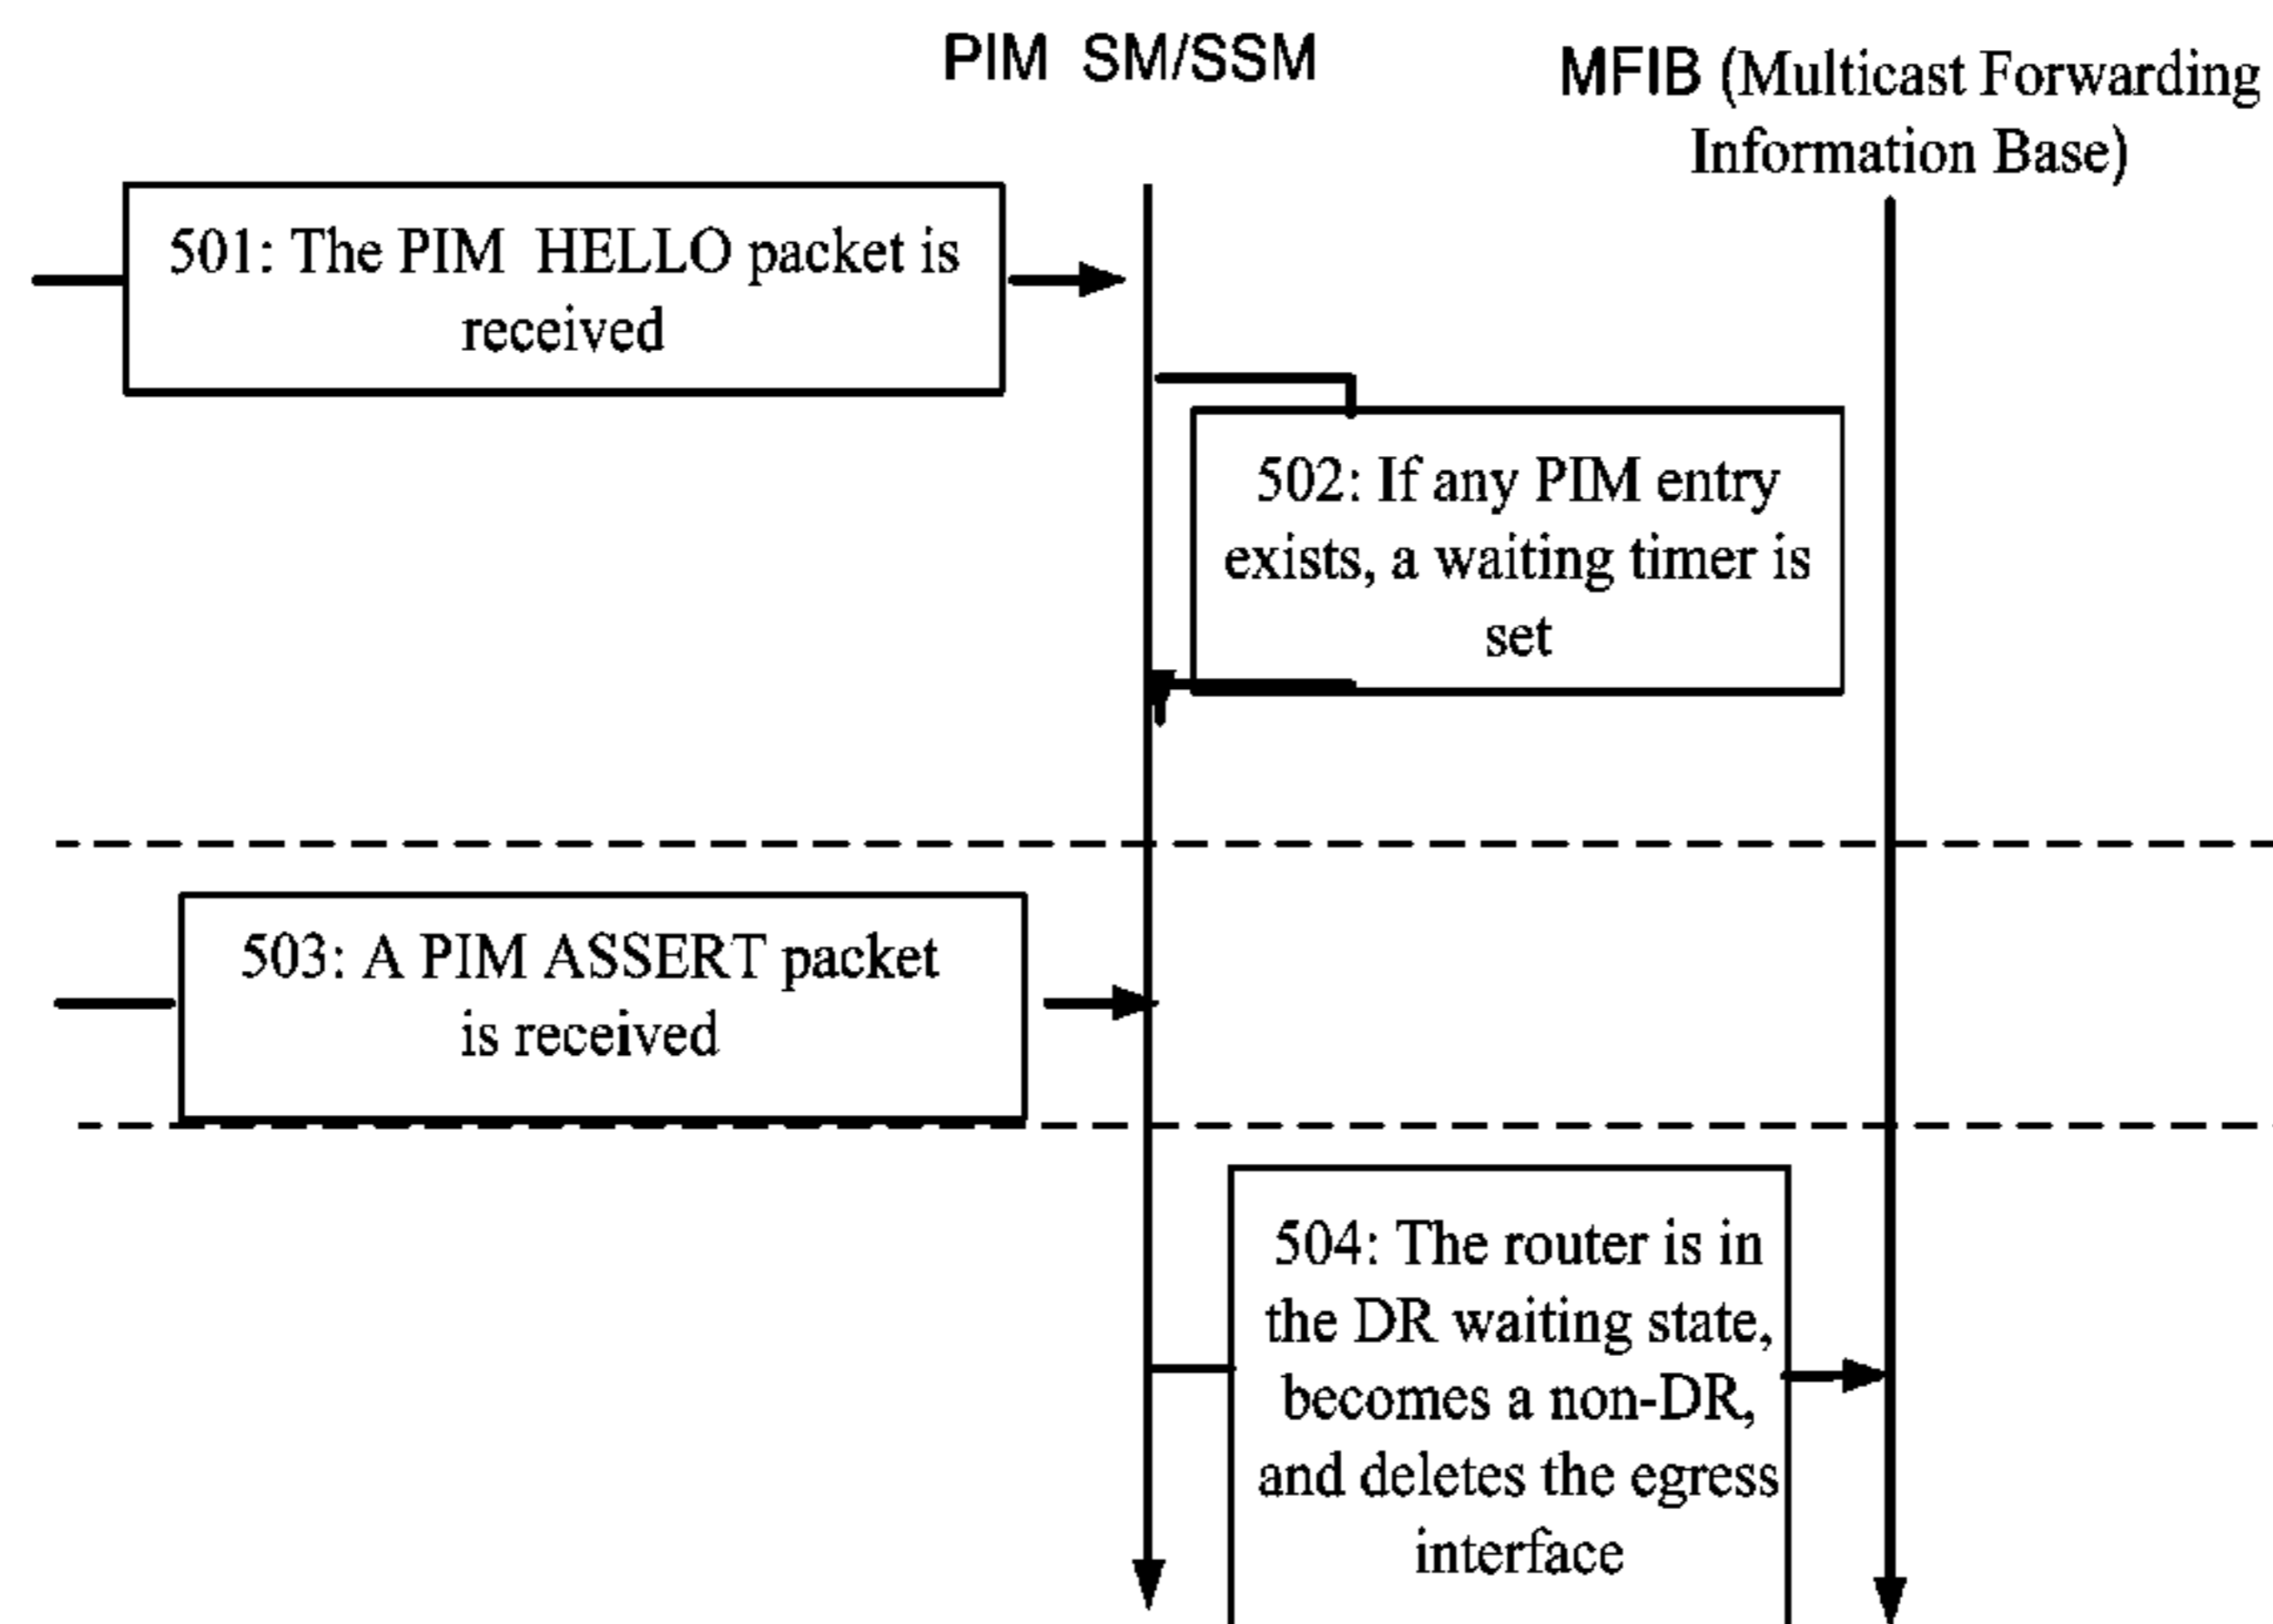 PIM SM/SSM
MFIB (Multicast Forwarding
Information Base)
501: The PIM HELLO packet is
received
502: If any PIM entry
exists, a waiting timer is
set
503: A PIM ASSERT packet
is received
504: The router is in
the DR waiting state,
becomes a non-DR,
and deletes the egress
interface